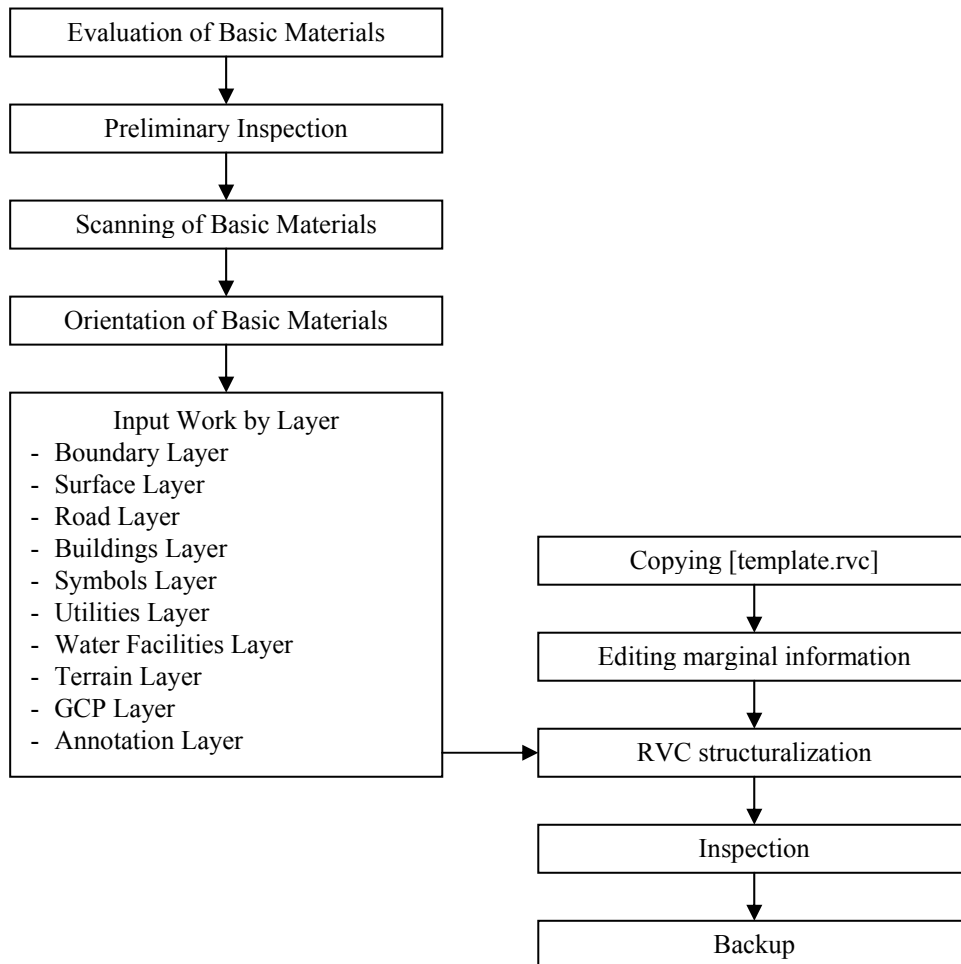 Evaluation of Basic Materials
Preliminary Inspection
Scanning of Basic Materials
Orientation of Basic Materials
Input Work by Layer
- Boundary Layer
- Surface Layer
- Road Layer
- Buildings Layer
- Symbols Layer
- Utilities Layer
- Water Facilities Layer
- Terrain Layer
- GCP Layer
- Annotation Layer
Copying [template.rvc]
Editing marginal information
RVC structuralization
Inspection
Backup